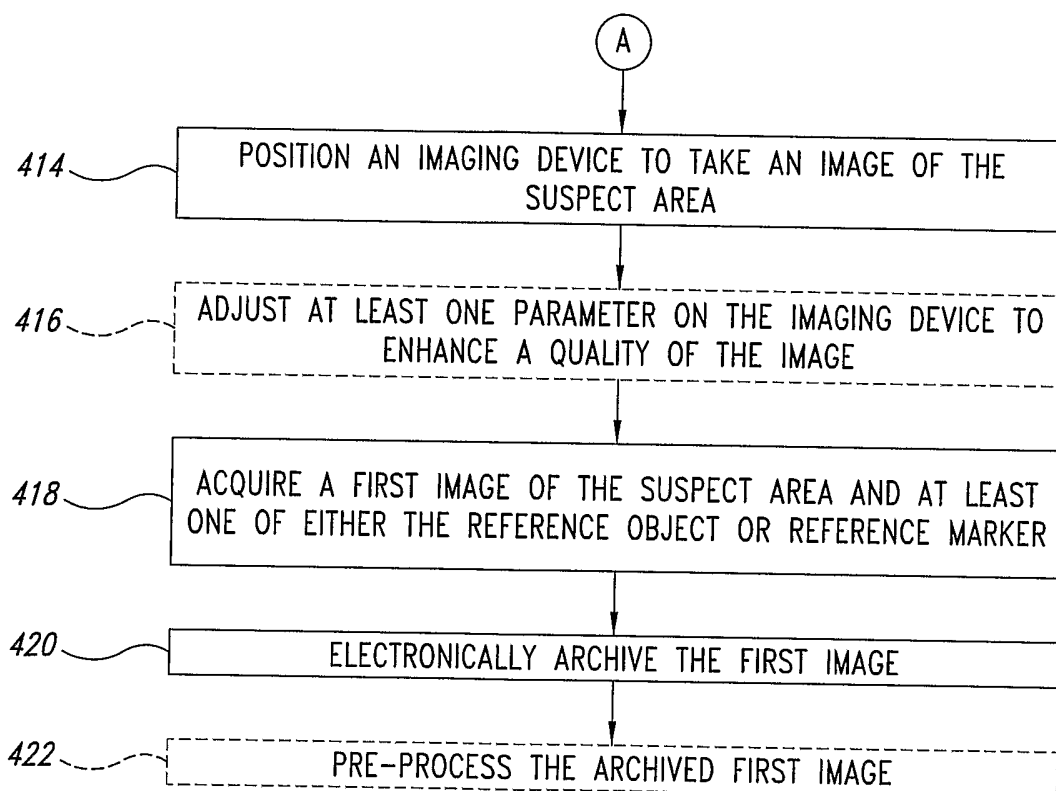 A
414
POSITION AN IMAGING DEVICE TO TAKE AN IMAGE OF THE
SUSPECT AREA
416
ADJUST AT LEAST ONE PARAMETER ON THE IMAGING DEVICE TO
ENHANCE A QUALITY OF THE IMAGE
418
ACQUIRE A FIRST IMAGE OF THE SUSPECT AREA AND AT LEAST
ONE OF EITHER THE REFERENCE OBJECT OR REFERENCE MARKER
420
ELECTRONICALLY ARCHIVE THE FIRST IMAGE
422
PRE-PROCESS THE ARCHIVED FIRST IMAGE